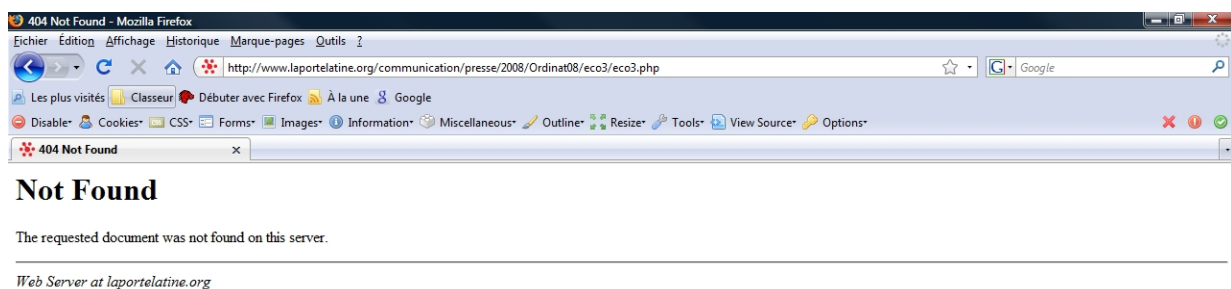 404 Not Found - Mozilla Firefox
Fichier Édition Affichage Historique Marque-pages Outils ?
http://www.laportelatine.org/communication/presse/2008/Ordinat08/eco3/eco3.php G Google
Les plus visités Classeur Débuter avec Firefox À la une Google
Disable Cookies CSS Forms Images Information Miscellaneous Outline Resize Tools View Source Options
404 Not Found
Not Found
The requested document was not found on this server.
Web Server at laportelatine.org